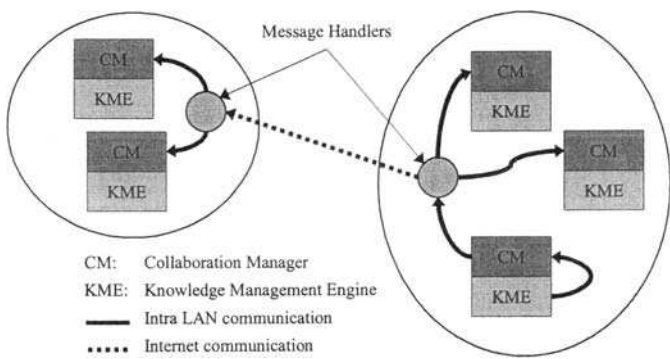 Message Handlers
CM
KME
CM
KME
CM
KME
CM
KME
CM
KME
CM: Collaboration Manager
KME: Knowledge Management Engine
Intra LAN communication
Internet communication